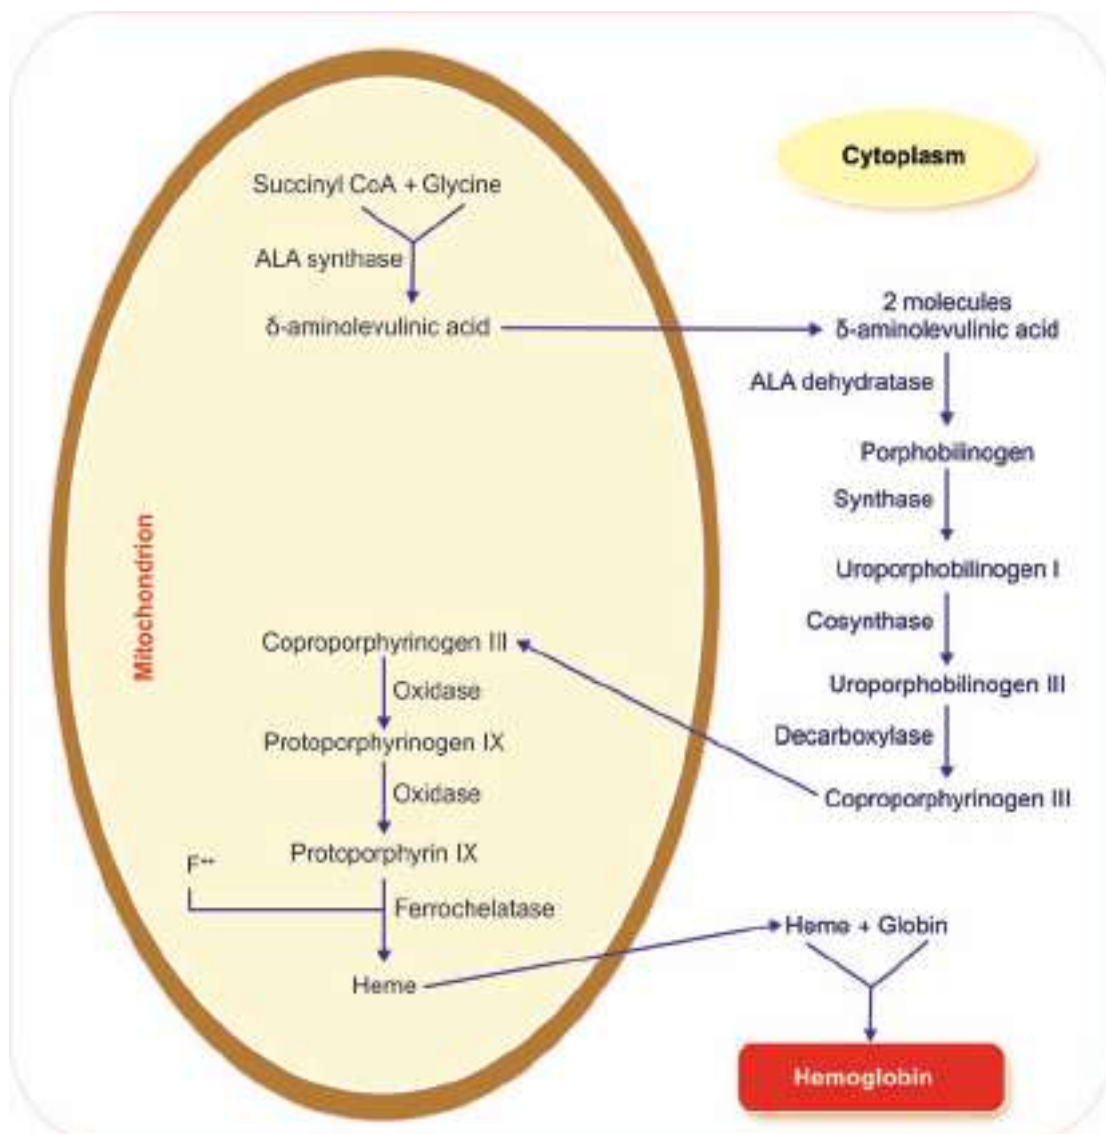 Cytoplasm
Succinyl CoA + Glycine
ALA synthase
δ-aminolevulinic acid
2 molecules
δ-aminolevulinic acid
ALA dehydratase
Porphobilinogen
Synthase
Uroporphobilinogen I
Cosynthase
Uroporphobilinogen III
Decarboxylase
Coproporphyrinogen III
Mitochondrion
Coproporphyrinogen III
Oxidase
Protoporphyrinogen IX
Oxidase
Protoporphyrin IX
F⁺⁺
Ferrochelatase
Heme
Heme + Globin
Hemoglobin